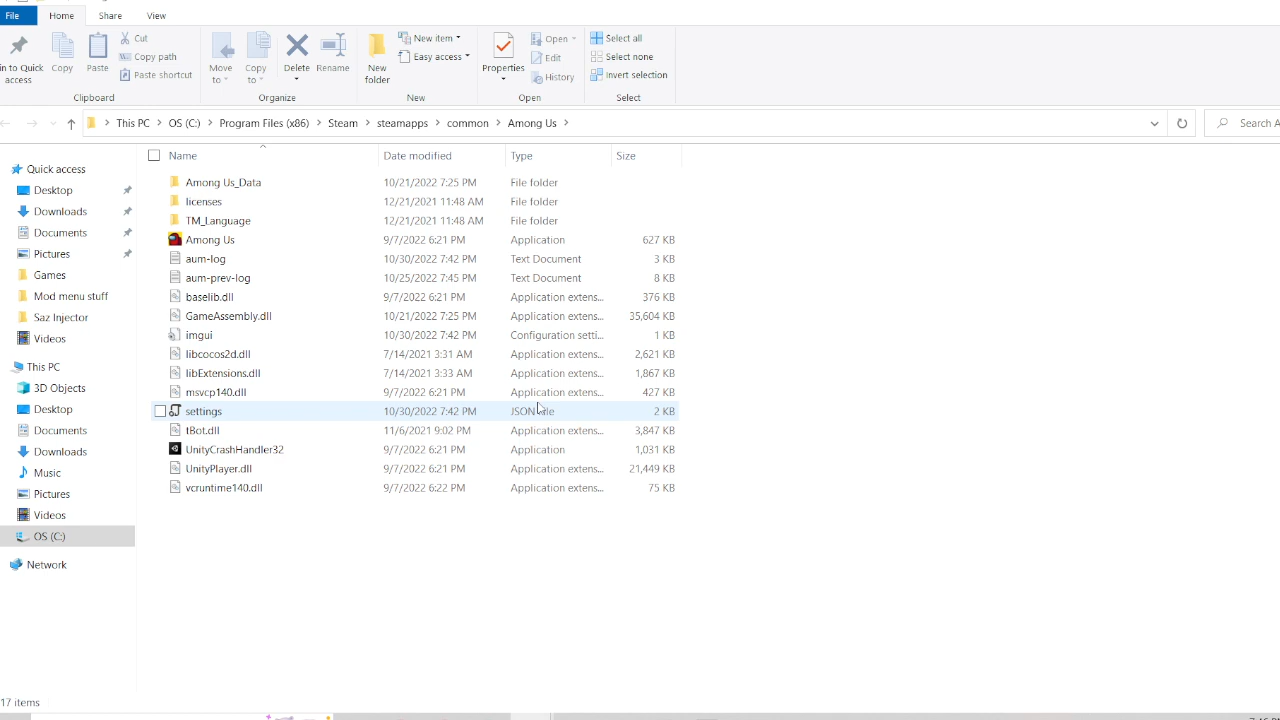 File Home Share View
in to Quick access
Copy
Paste
Cut
Copy path
Paste shortcut
Move to
Copy to
Delete
Rename
New folder
New item
Easy access
Properties
Open
Edit
History
Select all
Select none
Invert selection
Clipboard Organize New Open Select
This PC > OS (C:) > Program Files (x86) > Steam > steamapps > common > Among Us >
Search A
Name Date modified Type Size
Among Us_Data 10/21/2022 7:25 PM File folder
licenses 12/21/2021 11:48 AM File folder
TM_Language 12/21/2021 11:48 AM File folder
Among Us 9/7/2022 6:21 PM Application 627 KB
aum-log 10/30/2022 7:42 PM Text Document 3 KB
aum-prev-log 10/25/2022 7:45 PM Text Document 8 KB
baselib.dll 9/7/2022 6:21 PM Application extens... 376 KB
GameAssembly.dll 10/21/2022 7:25 PM Application extens... 35,604 KB
imgui 10/30/2022 7:42 PM Configuration setti... 1 KB
libcocos2d.dll 7/14/2021 3:31 AM Application extens... 2,621 KB
libExtensions.dll 7/14/2021 3:33 AM Application extens... 1,867 KB
msvcp140.dll 9/7/2022 6:21 PM Application extens... 427 KB
settings 10/30/2022 7:42 PM JSON 2 KB
tBot.dll 11/6/2021 9:02 PM Application extens... 3,847 KB
UnityCrashHandler32 9/7/2022 6:21 PM Application 1,031 KB
UnityPlayer.dll 9/7/2022 6:21 PM Application extens... 21,449 KB
vcruntime140.dll 9/7/2022 6:22 PM Application extens... 75 KB
Quick access
Desktop
Downloads
Documents
Pictures
Games
Mod menu stuff
Saz Injector
Videos
This PC
3D Objects
Desktop
Documents
Downloads
Music
Pictures
Videos
OS (C:)
Network
17 items